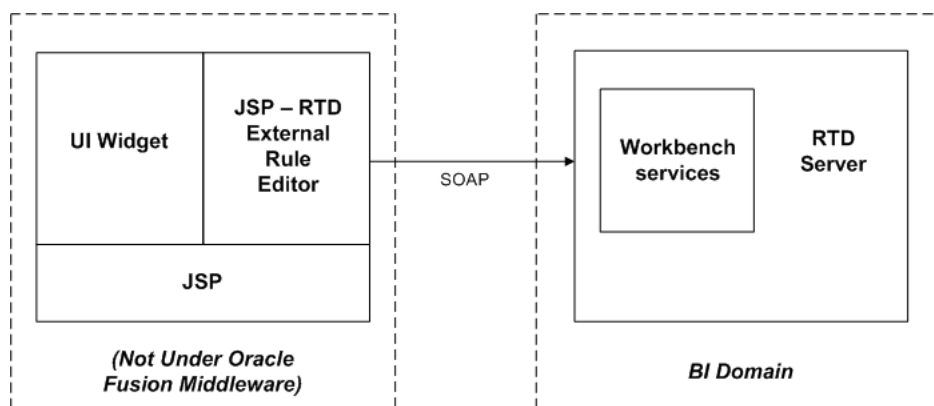 UI Widget
JSP – RTD
External
Rule
Editor
JSP
(Not Under Oracle
Fusion Middleware)
SOAP
Workbench
services
RTD
Server
BI Domain